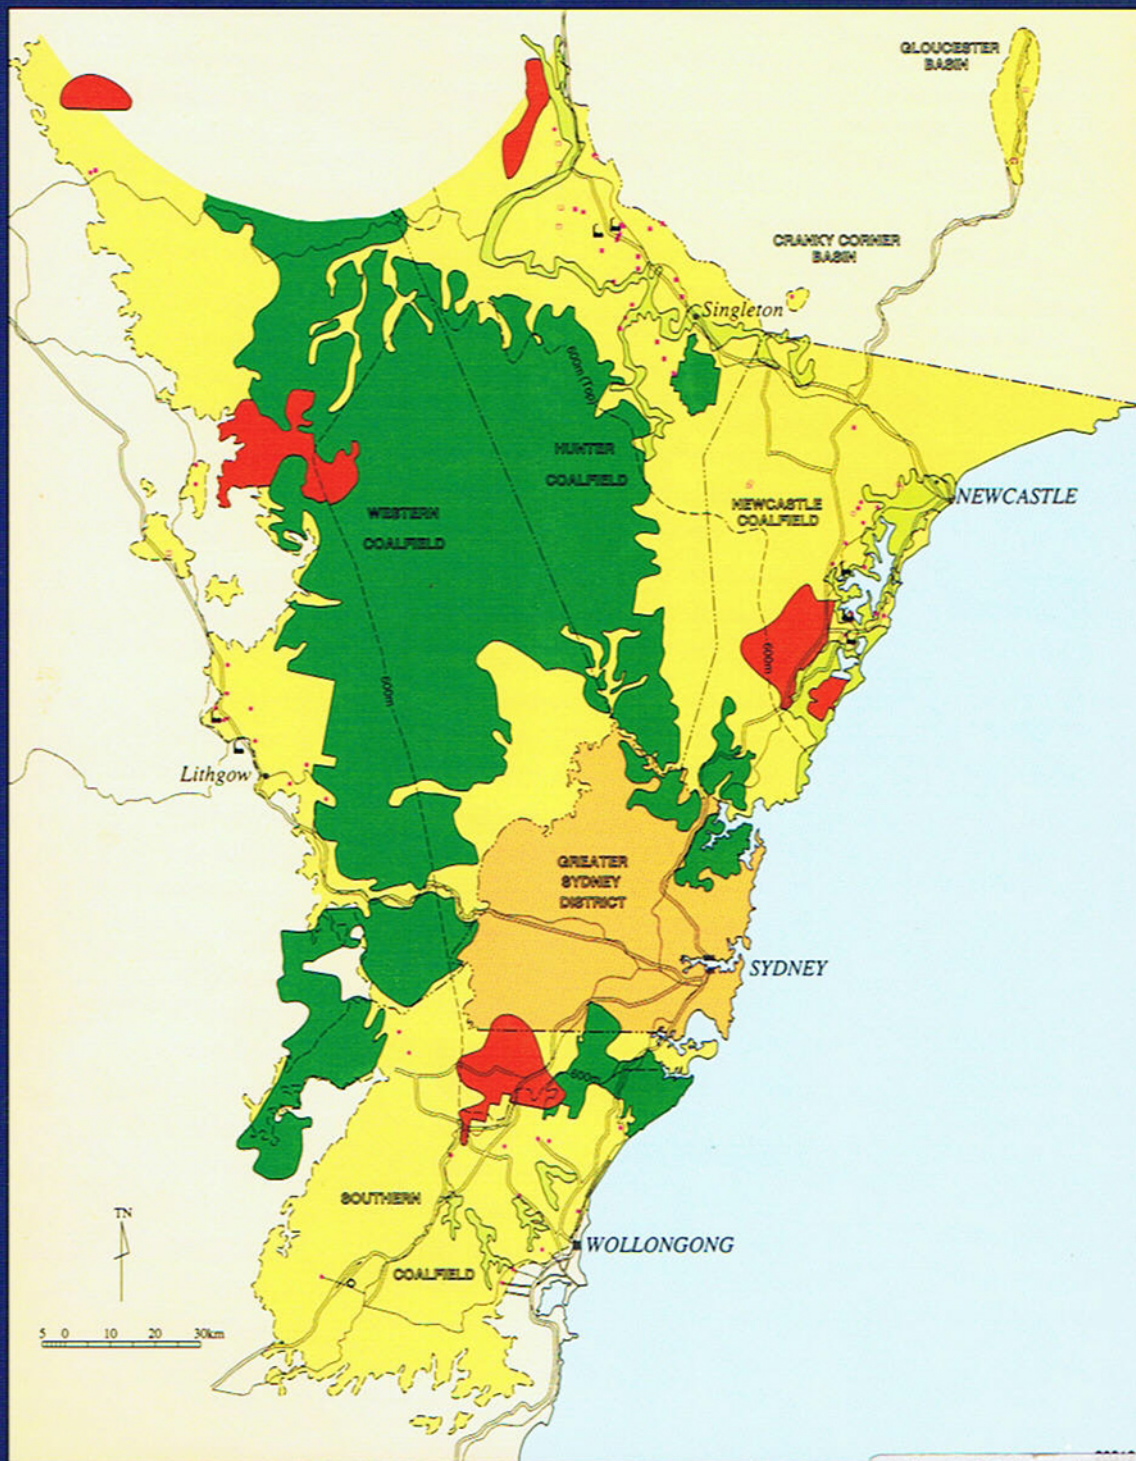 GLOUCESTER
BASIN
CRANKY CORNER
BASIN
Singleton
600m (Top)
HUNTER
COALFIELD
NEWCASTLE
COALFIELD
NEWCASTLE
WESTERN
COALFIELD
600m
600m
Lithgow
GREATER
SYDNEY
DISTRICT
SYDNEY
600m
SOUTHERN
COALFIELD
WOLLONGONG
TN
5 0 10 20 30km